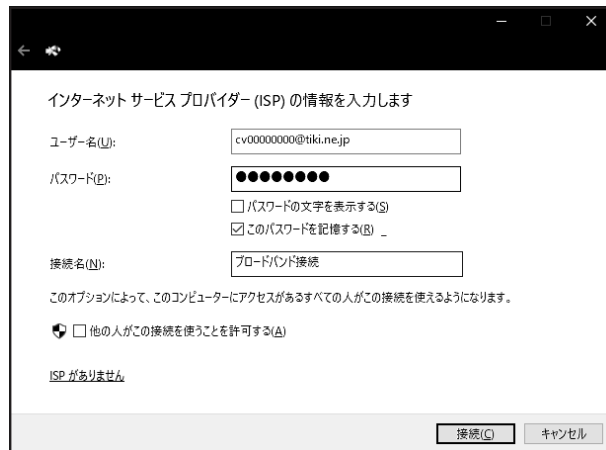 インターネット サービス プロバイダー (ISP) の情報を入力します
ユーザー名(U): cv00000000@tiki.ne.jp
パスワード(P): ●●●●●●●●
パスワードの文字を表示する(S)
このパスワードを記憶する(R)
接続名(N): ブロードバンド接続
このオプションによって、このコンピューターにアクセスがあるすべての人がこの接続を使えるようになります。
他の人がこの接続を使うことを許可する(A)
ISP がありません
接続(C) キャンセル